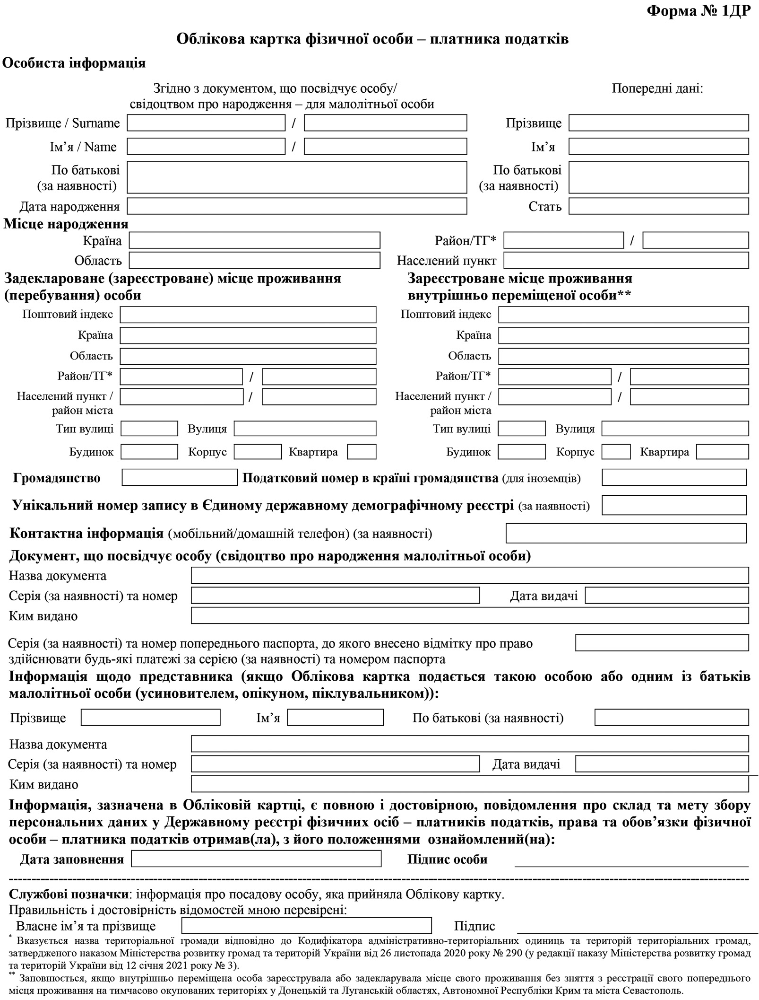 Форма № 1ДР
Облікова картка фізичної особи – платника податків
Особиста інформація
Згідно з документом, що посвідчує особу/
свідоцтвом про народження – для малолітньої особи
Попередні дані:
Прізвище / Surname / Прізвище
Ім’я / Name / Ім’я
По батькові
(за наявності)
По батькові
(за наявності)
Дата народження Стать
Місце народження
Країна Район/ТГ* /
Область Населений пункт
Задеклароване (зареєстроване) місце проживання
(перебування) особи
Зареєстроване місце проживання
внутрішньо переміщеної особи**
Поштовий індекс Поштовий індекс
Країна Країна
Область Область
Район/ТГ* / Район/ТГ* /
Населений пункт / / Населений пункт / /
район міста район міста
Тип вулиці Вулиця Тип вулиці Вулиця
Будинок Корпус Квартира Будинок Корпус Квартира
Громадянство Податковий номер в країні громадянства (для іноземців)
Унікальний номер запису в Єдиному державному демографічному реєстрі (за наявності)
Контактна інформація (мобільний/домашній телефон) (за наявності)
Документ, що посвідчує особу (свідоцтво про народження малолітньої особи)
Назва документа
Серія (за наявності) та номер Дата видачі
Ким видано
Серія (за наявності) та номер попереднього паспорта, до якого внесено відмітку про право
здійснювати будь-які платежі за серією (за наявності) та номером паспорта
Інформація щодо представника (якщо Облікова картка подається такою особою або одним із батьків
малолітньої особи (усиновителем, опікуном, піклувальником)):
Прізвище Ім’я По батькові (за наявності)
Назва документа
Серія (за наявності) та номер Дата видачі
Ким видано
Інформація, зазначена в Обліковій картці, є повною і достовірною, повідомлення про склад та мету збору
персональних даних у Державному реєстрі фізичних осіб – платників податків, права та обов’язки фізичної
особи – платника податків отримав(ла), з його положеннями ознайомлений(на):
Дата заповнення Підпис особи
Службові позначки: інформація про посадову особу, яка прийняла Облікову картку.
Правильність і достовірність відомостей мною перевірені:
Власне ім’я та прізвище Підпис
* Вказується назва територіальної громади відповідно до Кодифікатора адміністративно-територіальних одиниць та територій територіальних громад,
затвердженого наказом Міністерства розвитку громад та територій України від 26 листопада 2020 року № 290 (у редакції наказу Міністерства розвитку громад
та територій України від 12 січня 2021 року № 3).
** Заповнюється, якщо внутрішньо переміщена особа зареєструвала або задекларувала місце свого проживання без зняття з реєстрації свого попереднього
місця проживання на тимчасово окупованих територіях у Донецькій та Луганській областях, Автономної Республіки Крим та міста Севастополь.